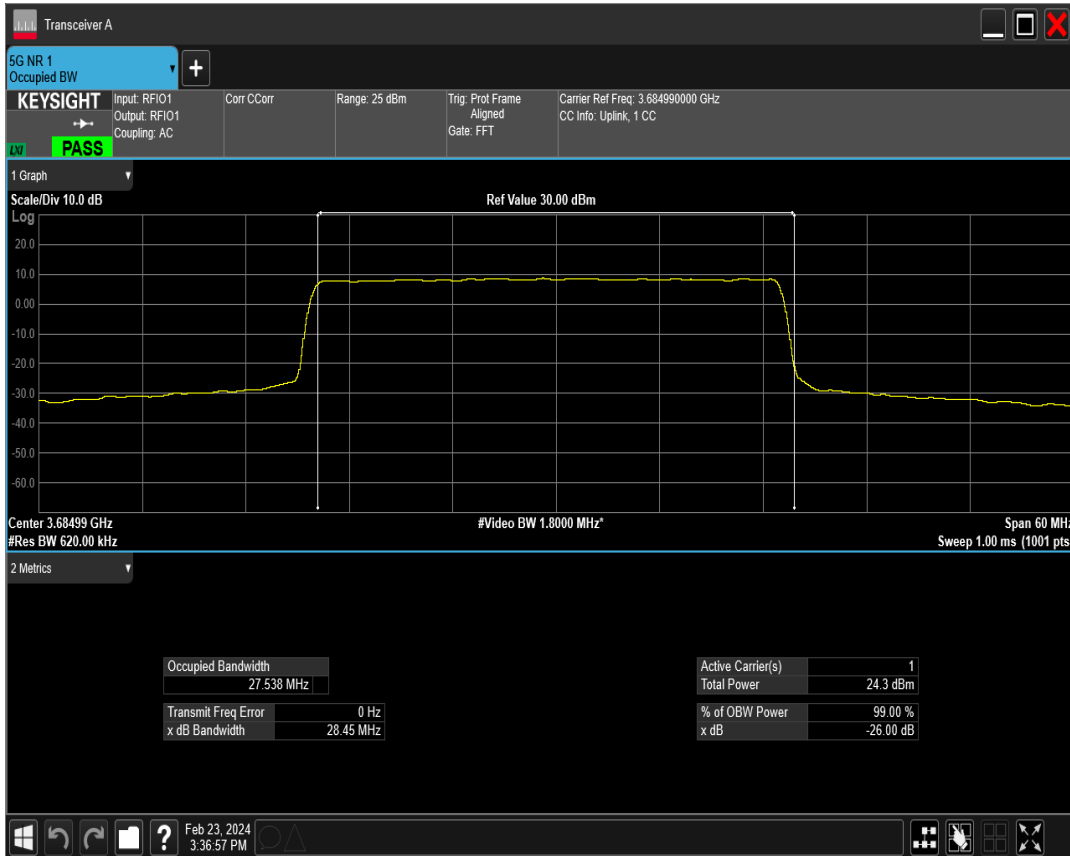 Transceiver A
5G NR 1
Occupied BW
KEYSIGHT
LXI
PASS
Input: RFIO1
Output: RFIO1
Coupling: AC
Corr CCorr
Range: 25 dBm
Trig: Prot Frame
Aligned
Gate: FFT
Carrier Ref Freq: 3.684990000 GHz
CC Info: Uplink, 1 CC
1 Graph
Scale/Div 10.0 dB
Ref Value 30.00 dBm
Log
20.0
10.0
0.00
-10.0
-20.0
-30.0
-40.0
-50.0
-60.0
Center 3.68499 GHz
#Video BW 1.8000 MHz*
Span 60 MHz
#Res BW 620.00 kHz
Sweep 1.00 ms (1001 pts
2 Metrics
Occupied Bandwidth
27.538 MHz
Transmit Freq Error 0 Hz
x dB Bandwidth 28.45 MHz
Active Carrier(s) 1
Total Power 24.3 dBm
% of OBW Power 99.00 %
x dB -26.00 dB
?
Feb 23, 2024
3:36:57 PM